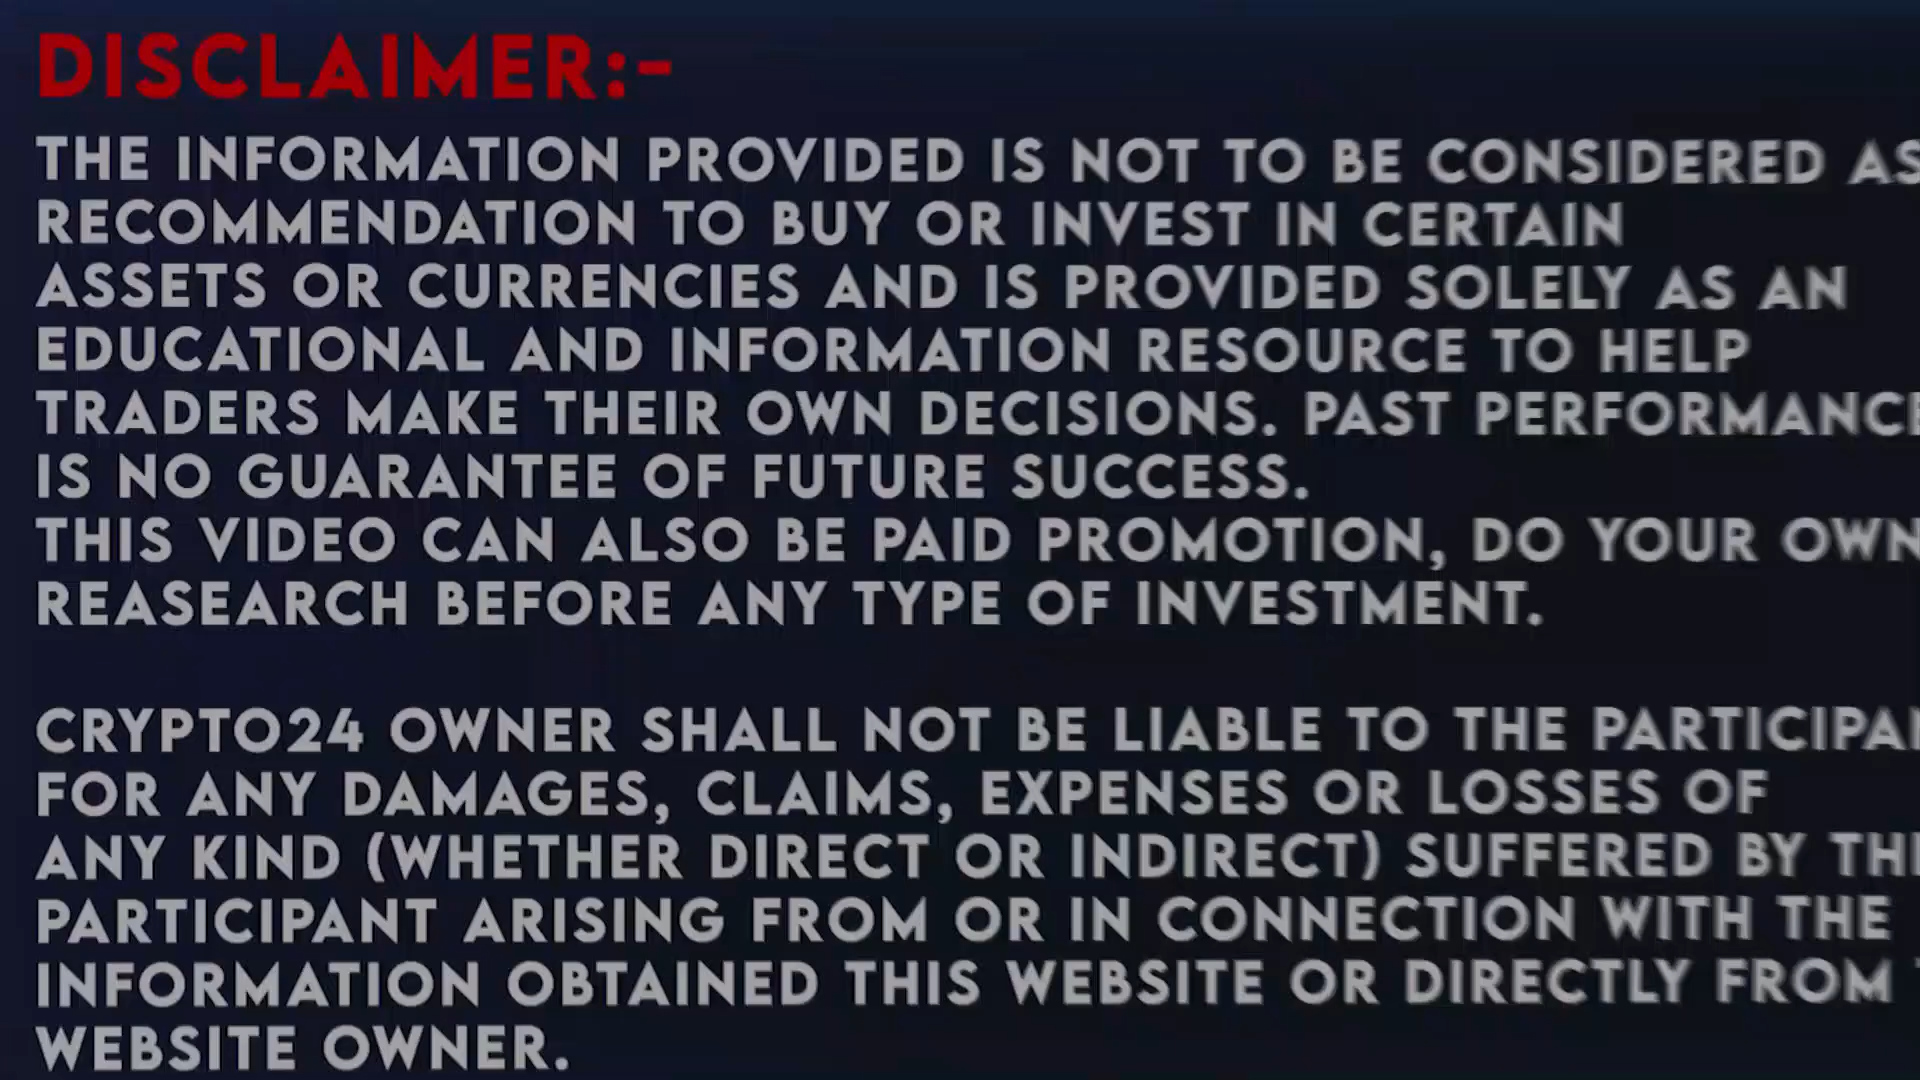 DISCLAIMER:-
THE INFORMATION PROVIDED IS NOT TO BE CONSIDERED AS
RECOMMENDATION TO BUY OR INVEST IN CERTAIN
ASSETS OR CURRENCIES AND IS PROVIDED SOLELY AS AN
EDUCATIONAL AND INFORMATION RESOURCE TO HELP
TRADERS MAKE THEIR OWN DECISIONS. PAST PERFORMANCE
IS NO GUARANTEE OF FUTURE SUCCESS.
THIS VIDEO CAN ALSO BE PAID PROMOTION, DO YOUR OWN
REASEARCH BEFORE ANY TYPE OF INVESTMENT.
CRYPTO24 OWNER SHALL NOT BE LIABLE TO THE
FOR ANY DAMAGES, CLAIMS, EXPENSES OR LOSSES OF
ANY KIND (WHETHER DIRECT OR INDIRECT) SUFFERED BY THE
PARTICIPANT ARISING FROM OR IN CONNECTION WITH THE
INFORMATION OBTAINED THIS WEBSITE OR DIRECTLY FROM
WEBSITE OWNER.